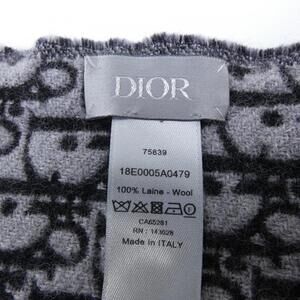 DIOR
75839
18E0005A0479
100% Laine - Wool
CA65281
RN : 143028
Made in ITALY